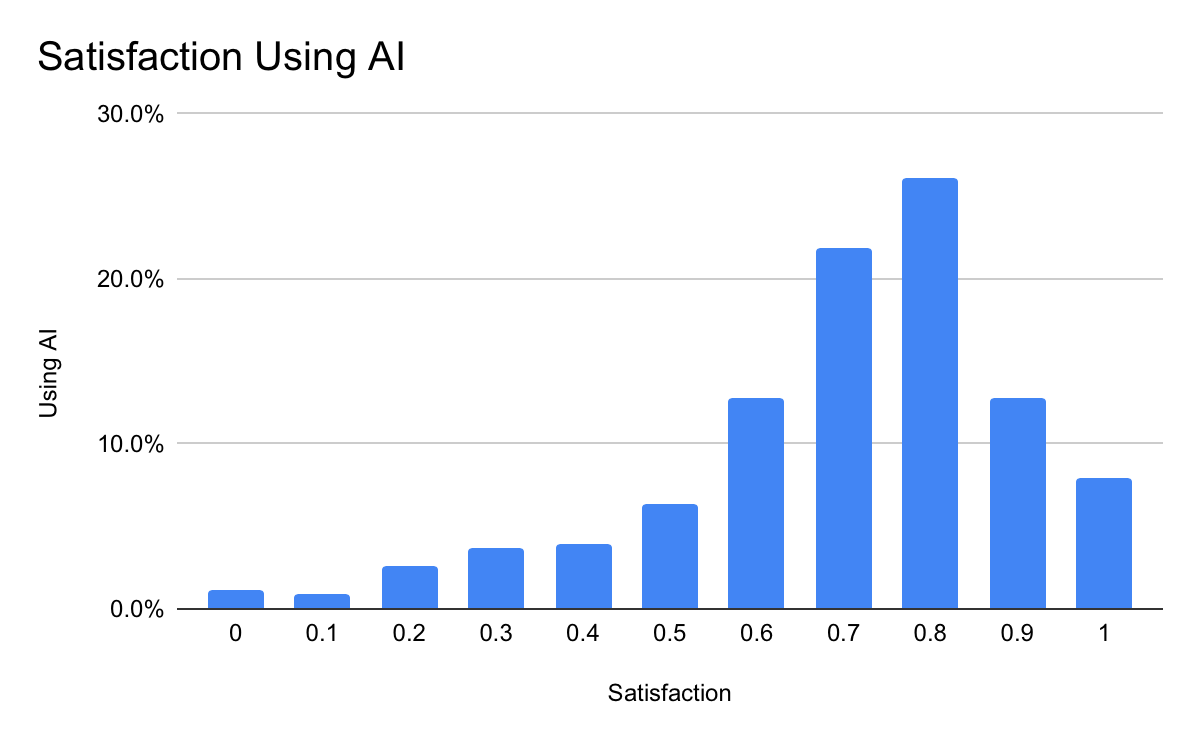 Satisfaction Using AI
30.0%
20.0%
10.0%
0.0%
Using AI
0 0.1 0.2 0.3 0.4 0.5 0.6 0.7 0.8 0.9 1
Satisfaction